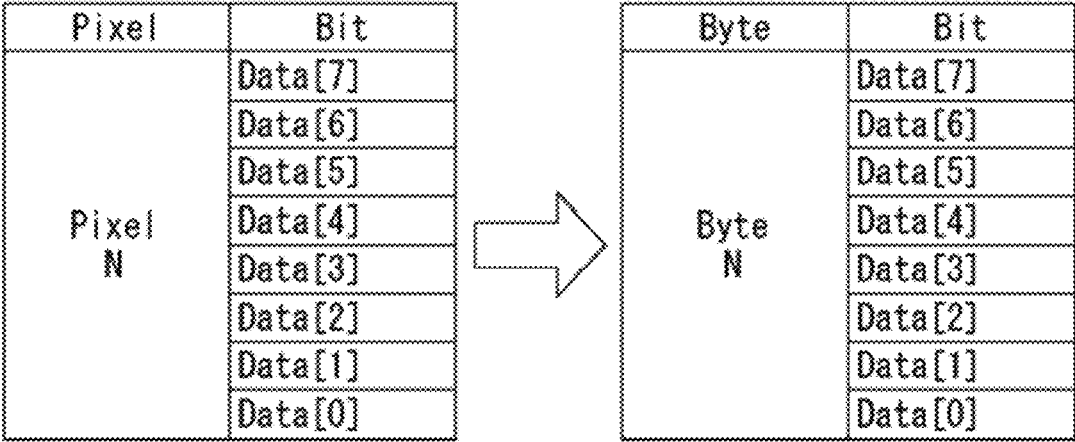 Pixel Bit
Pixel
N
Data[7]
Data[6]
Data[5]
Data[4]
Data[3]
Data[2]
Data[1]
Data[0]
Byte Bit
Byte
N
Data[7]
Data[6]
Data[5]
Data[4]
Data[3]
Data[2]
Data[1]
Data[0]